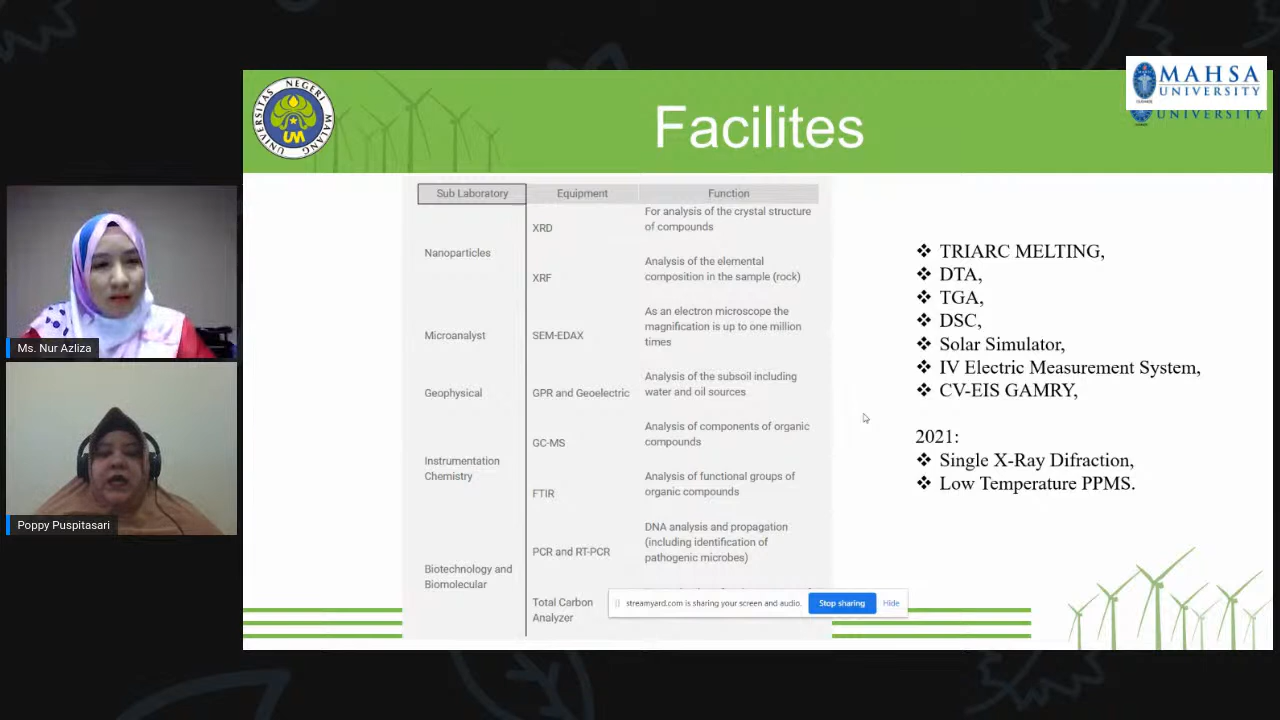 UNIVERSITAS NEGERI MALANG
UM
Facilites
MAHSA
UNIVERSITY
UNIVERSITY
Ms. Nur Azliza
Poppy Puspitasari
Sub Laboratory Equipment Function
Nanoparticles
XRD
For analysis of the crystal structure
of compounds
XRF
Analysis of the elemental
composition in the sample (rock)
Microanalyst
SEM-EDAX
As an electron microscope the
magnification is up to one million
times
Geophysical
GPR and Geoelectric
Analysis of the subsoil including
water and oil sources
Instrumentation
Chemistry
GC-MS
Analysis of components of organic
compounds
FTIR
Analysis of functional groups of
organic compounds
Biotechnology and
Biomolecular
PCR and RT-PCR
DNA analysis and propagation
(including identification of
pathogenic microbes)
Total Carbon
Analyzer
streamyard.com is sharing your screen and audio. Stop sharing Hide
❖ TRIARC MELTING,
❖ DTA,
❖ TGA,
❖ DSC,
❖ Solar Simulator,
❖ IV Electric Measurement System,
❖ CV-EIS GAMRY,
2021:
❖ Single X-Ray Difraction,
❖ Low Temperature PPMS.